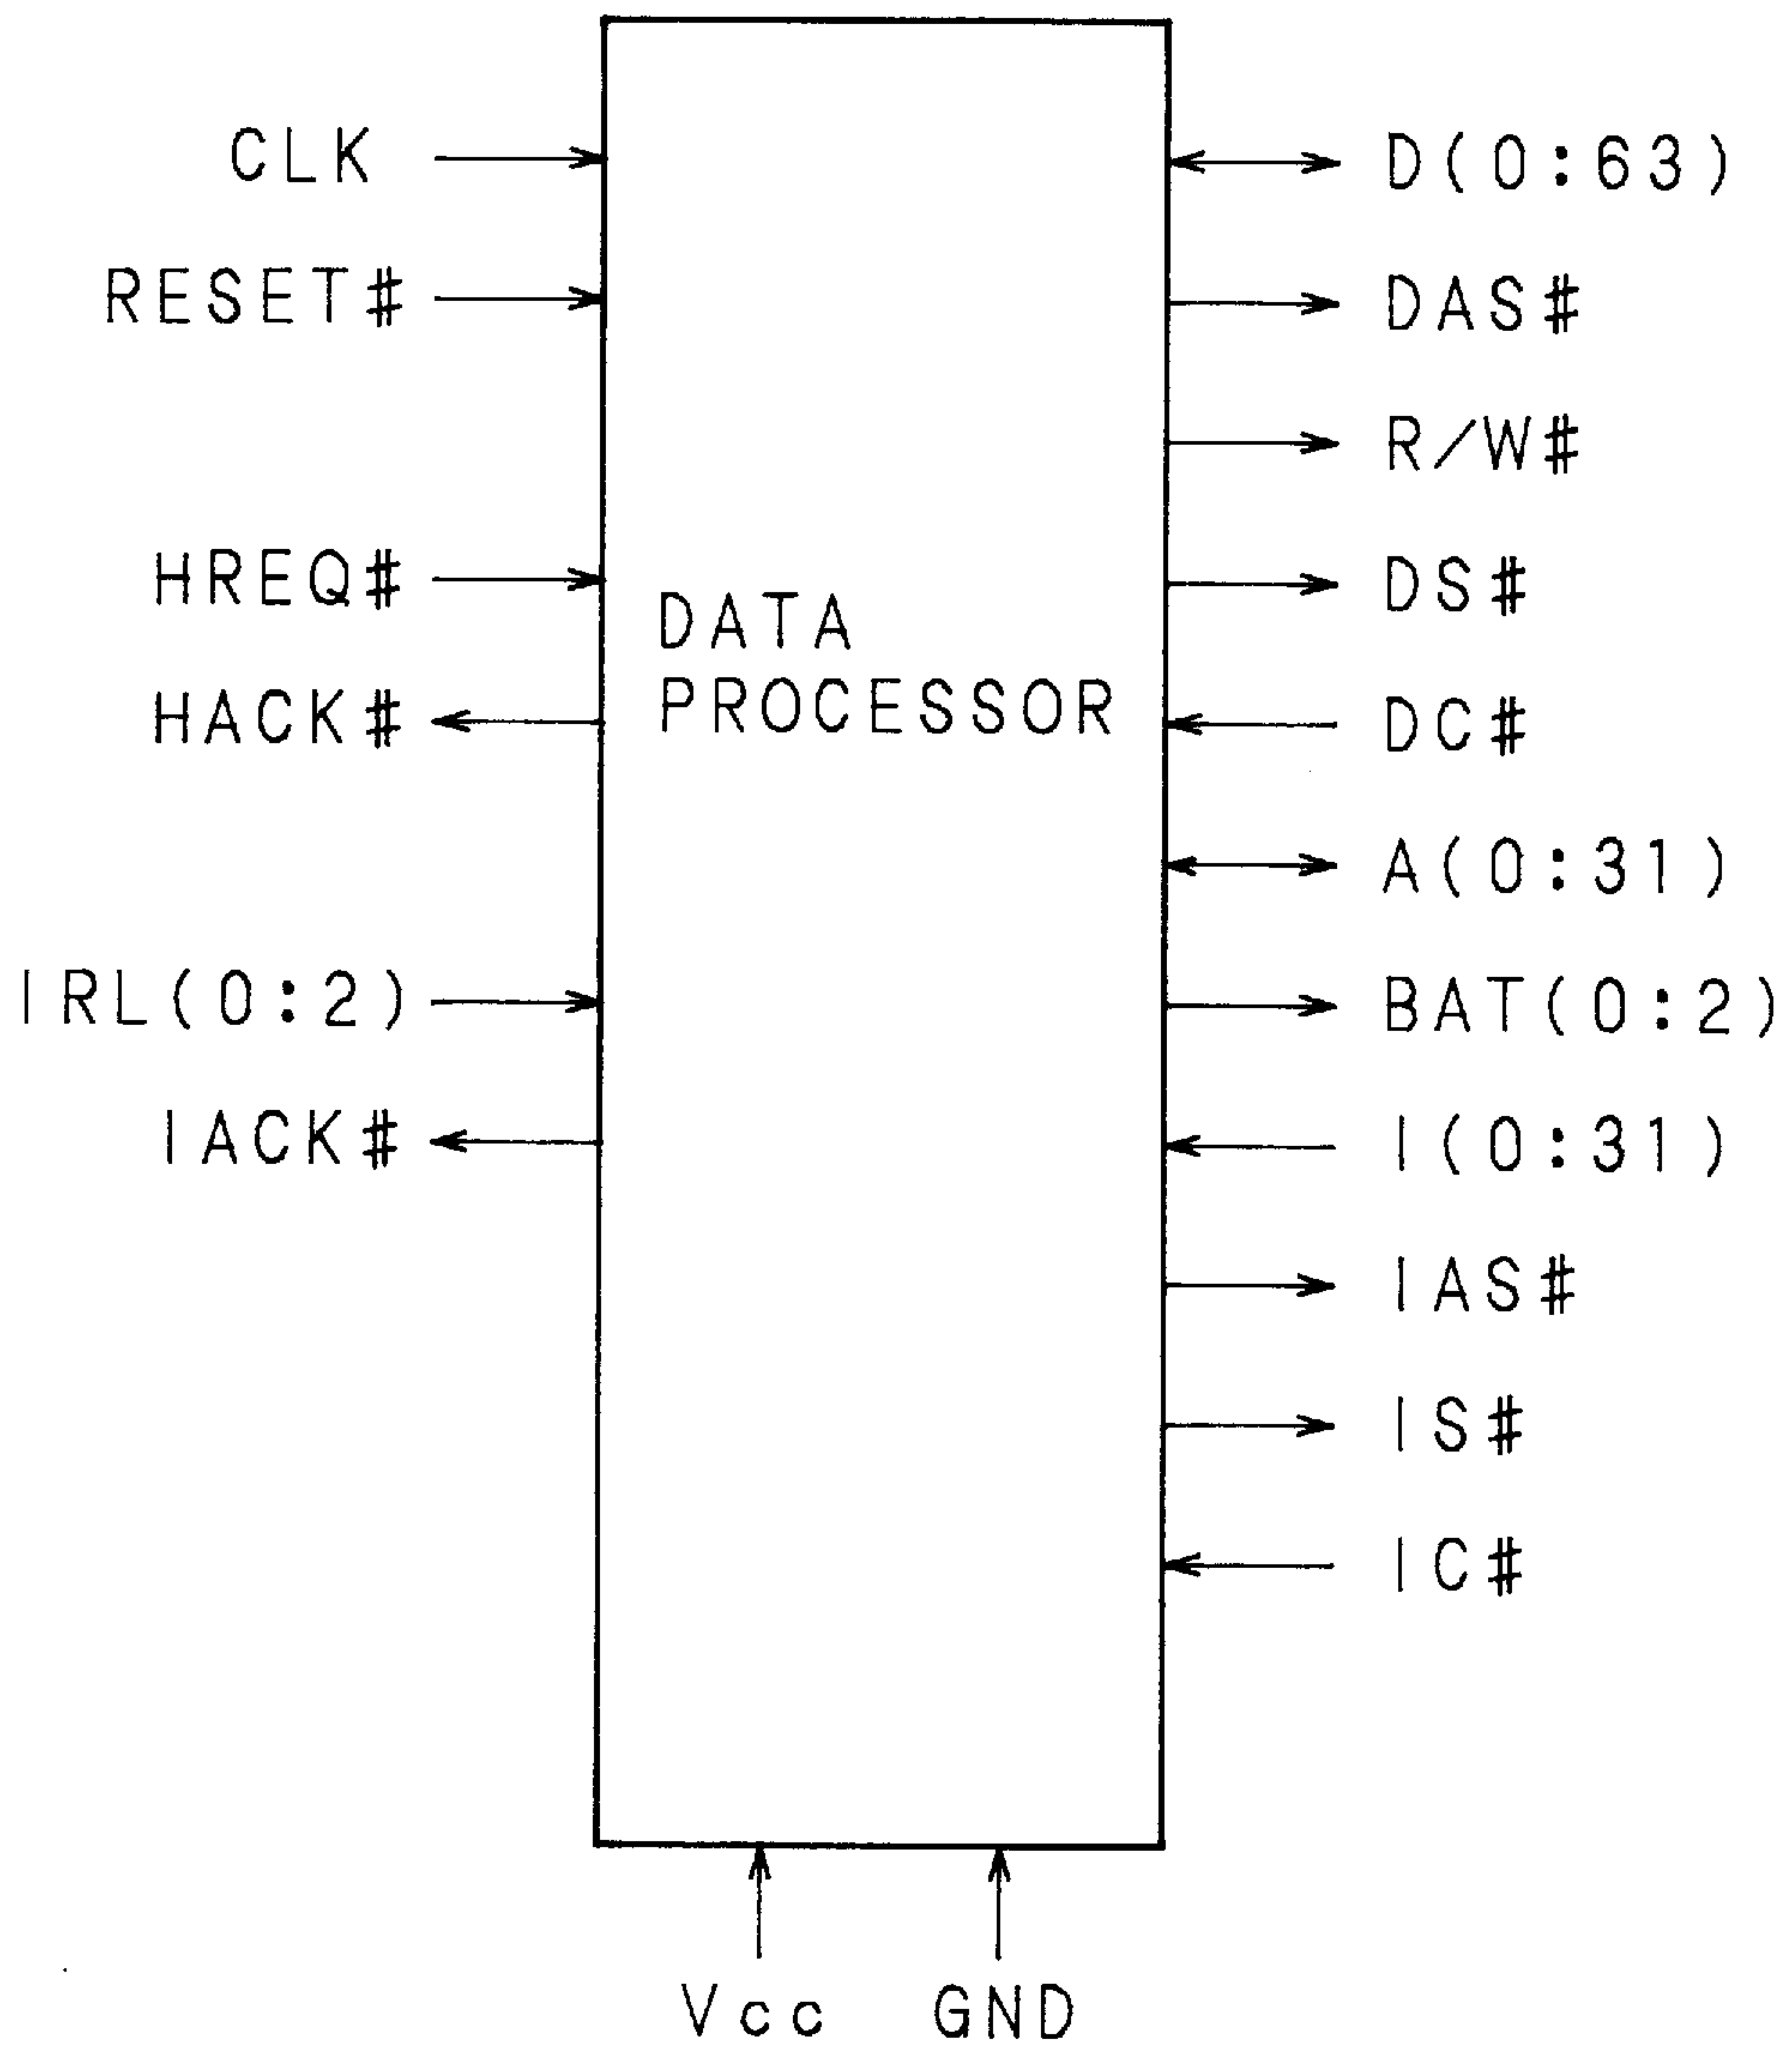 CLK
RESET#
HREQ#
HACK#
IRL(0:2)
IACK#
DATA
PROCESSOR
D(0:63)
DAS#
R/W#
DS#
DC#
A(0:31)
BAT(0:2)
I(0:31)
IAS#
IS#
IC#
Vcc
GND